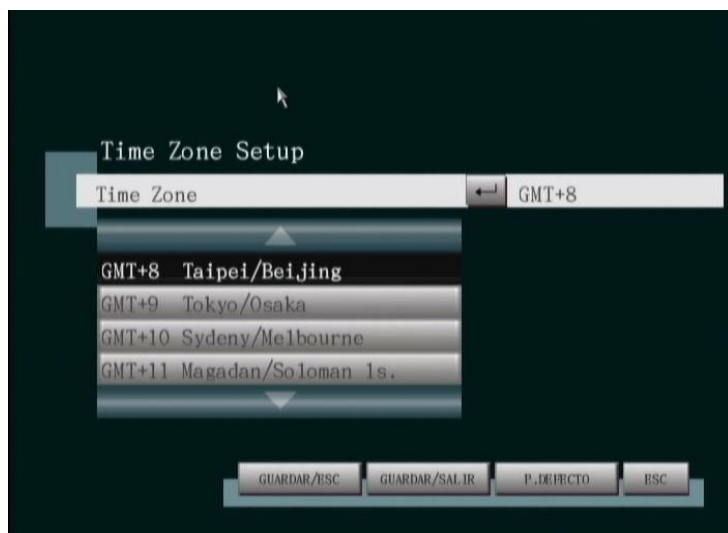 Time Zone Setup
Time Zone GMT+8
GMT+8 Taipei/Beijing
GMT+9 Tokyo/Osaka
GMT+10 Sydeny/Melbourne
GMT+11 Magadan/Soloman 1s.
GUARDAR/ESC GUARDAR/SALIR P.DEFECTO ESC